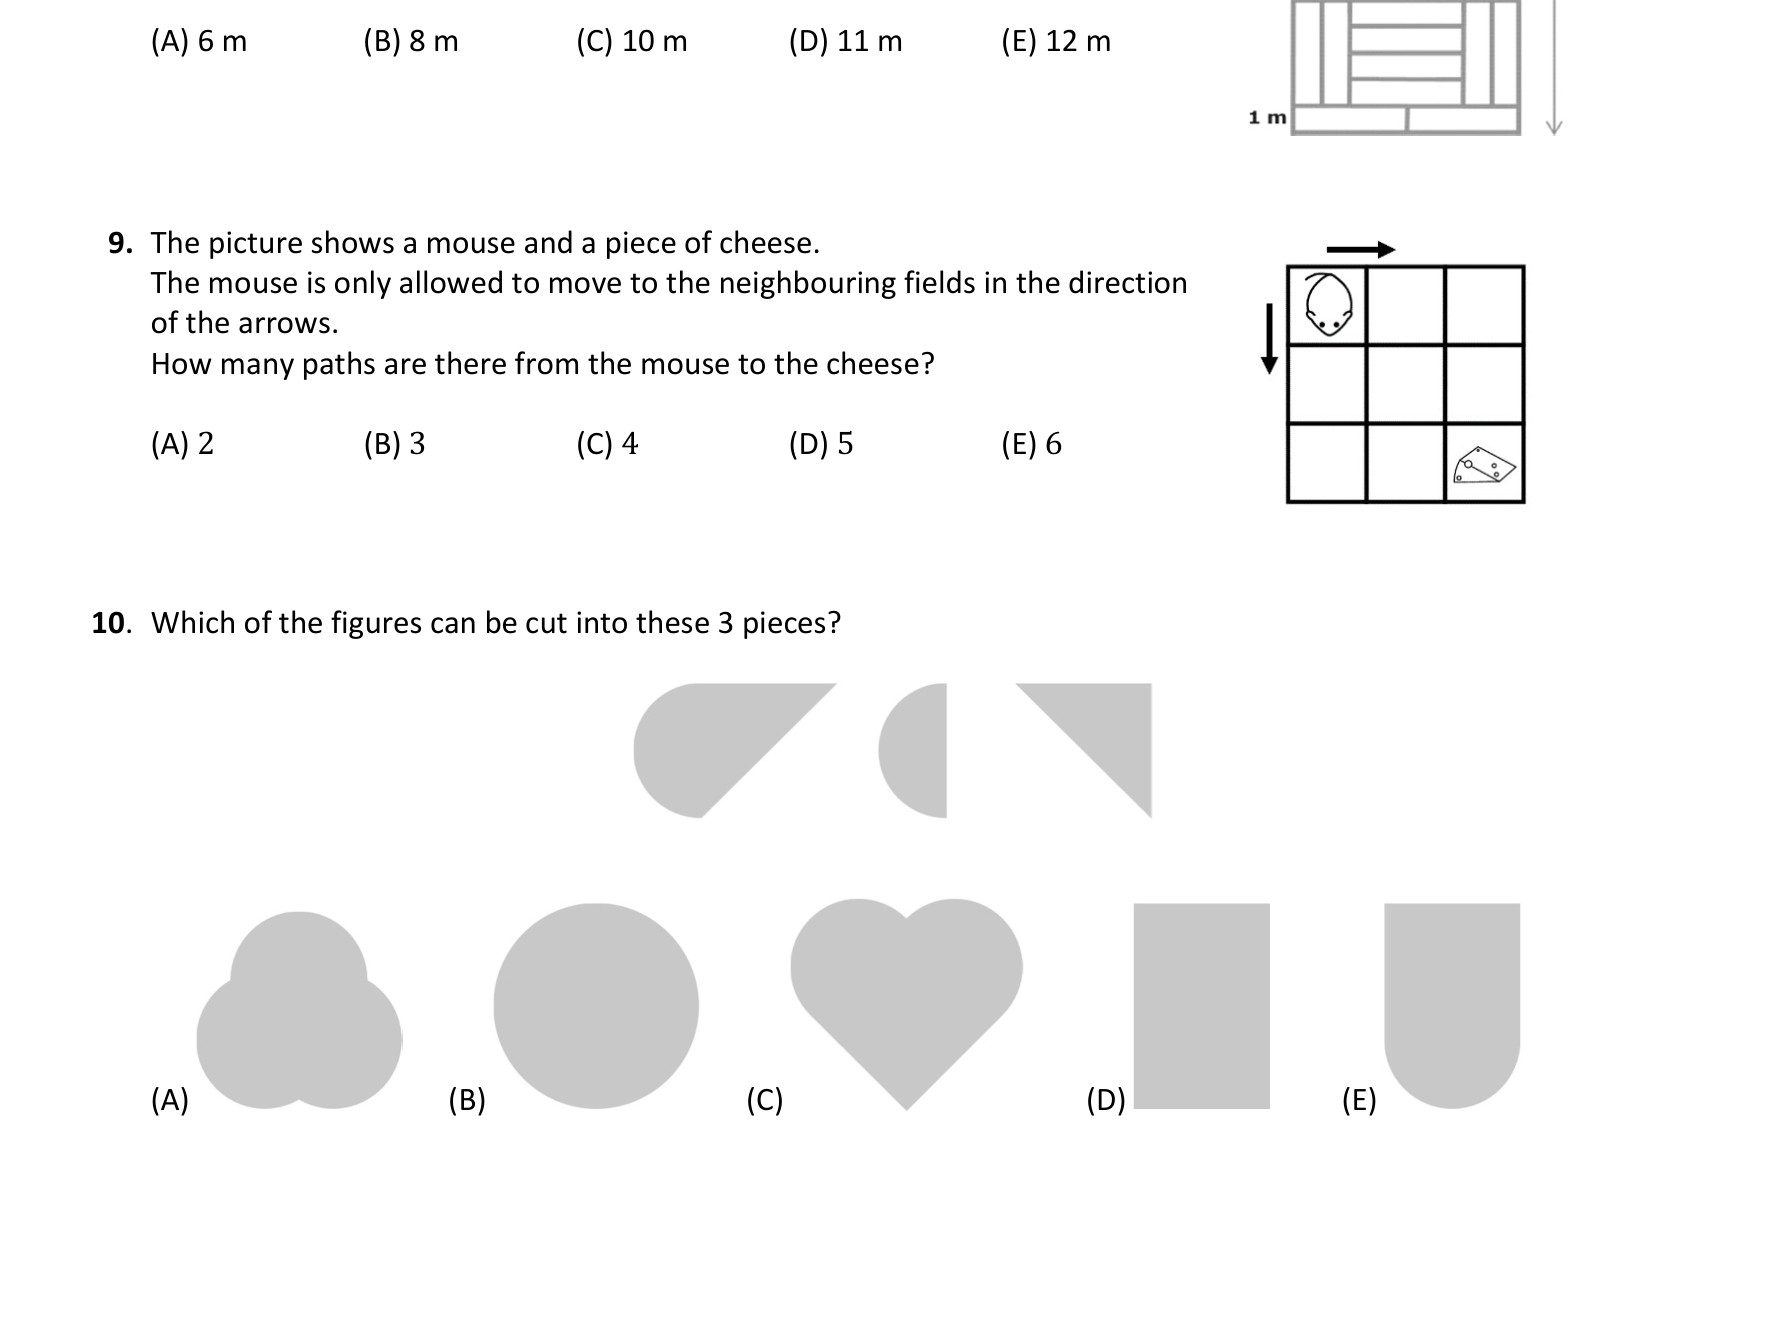 (A) 6 m (B) 8 m (C) 10 m (D) 11 m (E) 12 m
1 m
9. The picture shows a mouse and a piece of cheese.
The mouse is only allowed to move to the neighbouring fields in the direction
of the arrows.
How many paths are there from the mouse to the cheese?
(A) 2 (B) 3 (C) 4 (D) 5 (E) 6
10. Which of the figures can be cut into these 3 pieces?
(A) (B) (C) (D) (E)